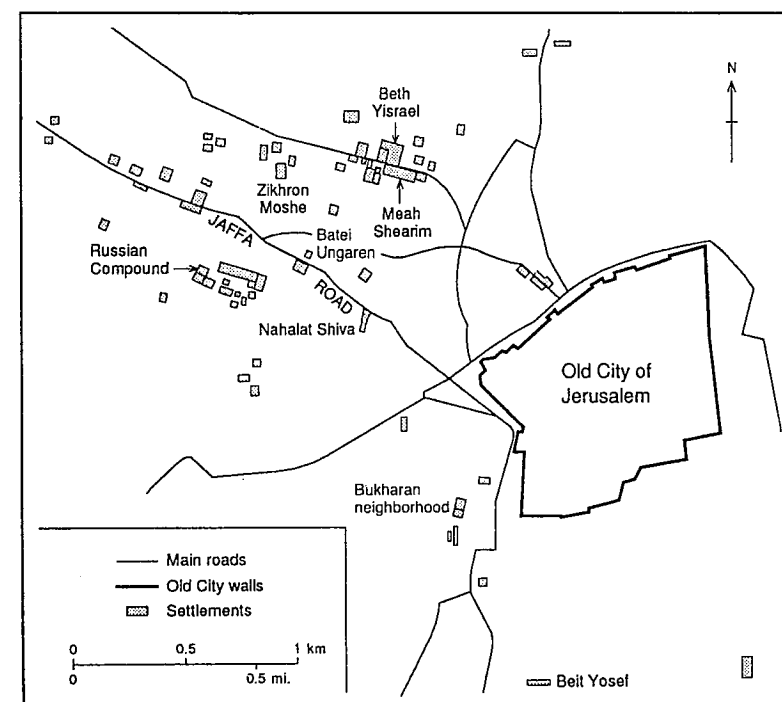 N
Beth
Yisrael
Zikhron
Moshe
Meah
Shearim
JAFFA
ROAD
Batei
Ungaren
Russian
Compound
Nahalat Shiva
Old City of
Jerusalem
Bukharan
neighborhood
Main roads
Old City walls
Settlements
0 0.5 1 km
0 0.5 mi.
Beit Yosef